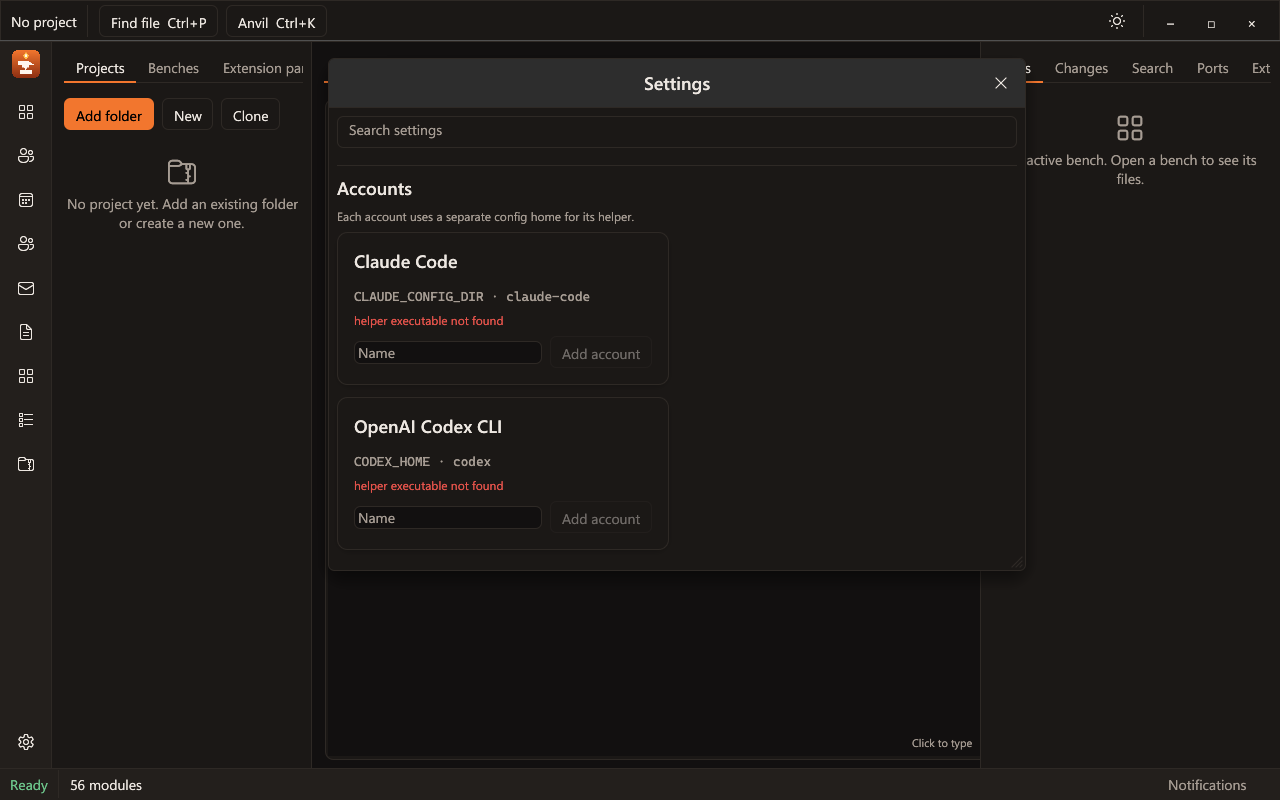 No project
Find file Ctrl+P
Anvil Ctrl+K
Projects
Benches
Extension
Changes
Search
Ports
Ext
Add folder
New
Clone
No project yet. Add an existing folder
or create a new one.
Settings
Search settings
Accounts
Each account uses a separate config home for its helper.
Claude Code
CLAUDE_CONFIG_DIR · claude-code
helper executable not found
Name
Add account
OpenAI Codex CLI
CODEX_HOME · codex
helper executable not found
Name
Add account
active bench. Open a bench to see its
files.
Click to type
Ready
56 modules
Notifications